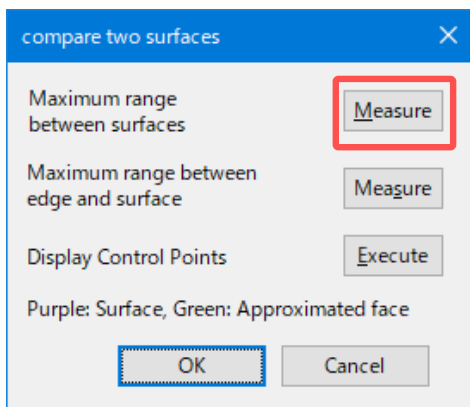 compare two surfaces
Maximum range
between surfaces
Measure
Maximum range between
edge and surface
Measure
Display Control Points
Execute
Purple: Surface, Green: Approximated face
OK
Cancel